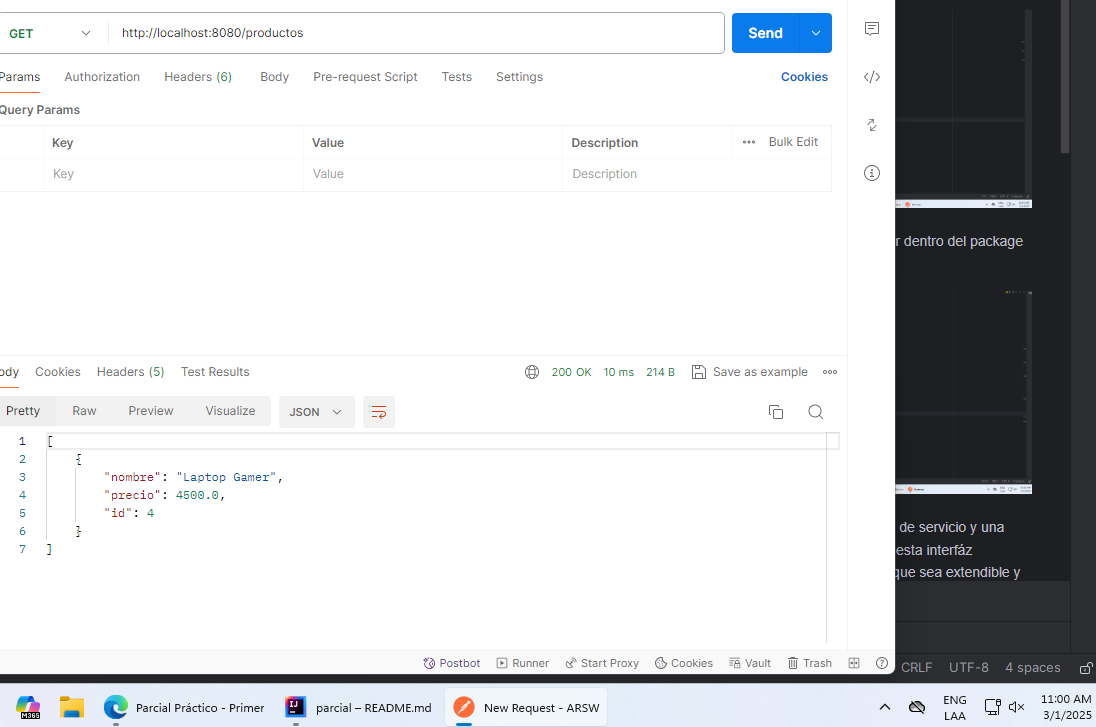 GET http://localhost:8080/productos Send
Params Authorization Headers (6) Body Pre-request Script Tests Settings Cookies
Query Params
Key Value Description Bulk Edit
Key Value Description
r dentro del package
ody Cookies Headers (5) Test Results 200 OK 10 ms 214 B Save as example
Pretty Raw Preview Visualize JSON
1 [
2 {
3 "nombre": "Laptop Gamer",
4 "precio": 4500.0,
5 "id": 4
6 }
7 ]
de servicio y una
esta interfáz
que sea extendible y
Postbot Runner Start Proxy Cookies Vault Trash
CRLF UTF-8 4 spaces
M365 Parcial Práctico - Primer parcial – README.md New Request - ARSW
ENG
LAA
11:00 AM
3/1/2025